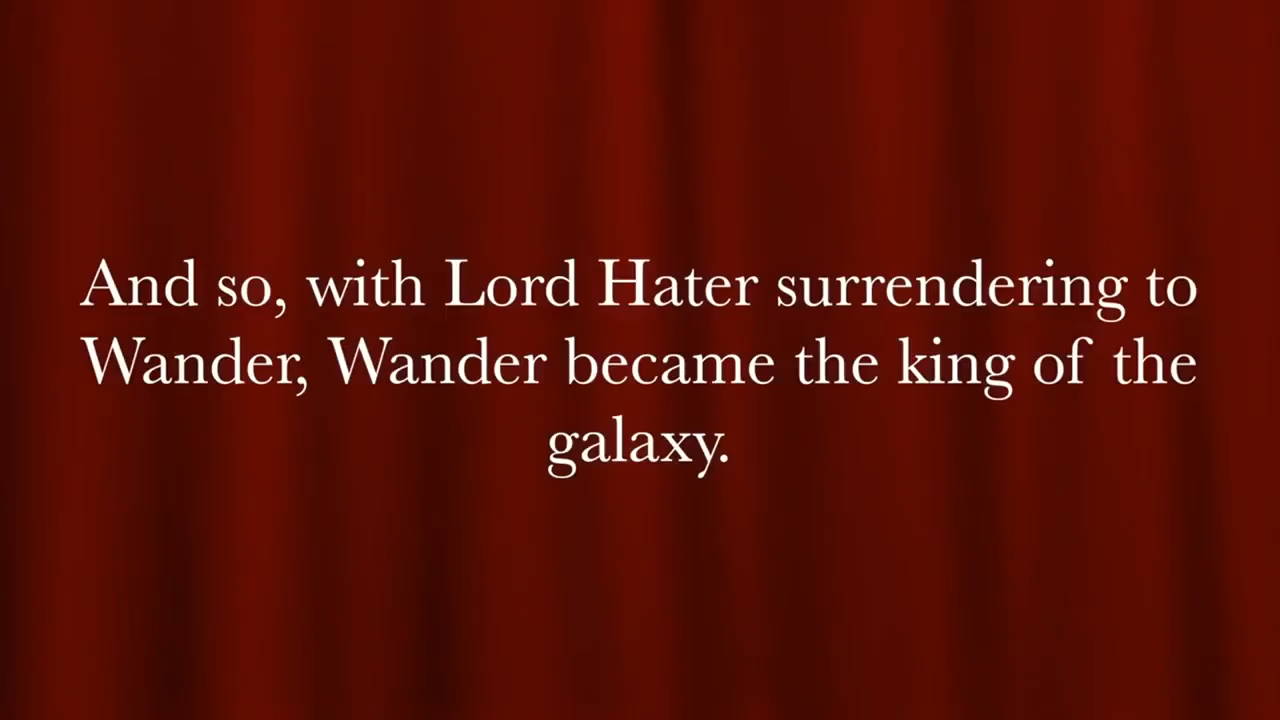 And so, with Lord Hater surrendering to
Wander, Wander became the king of the
galaxy.